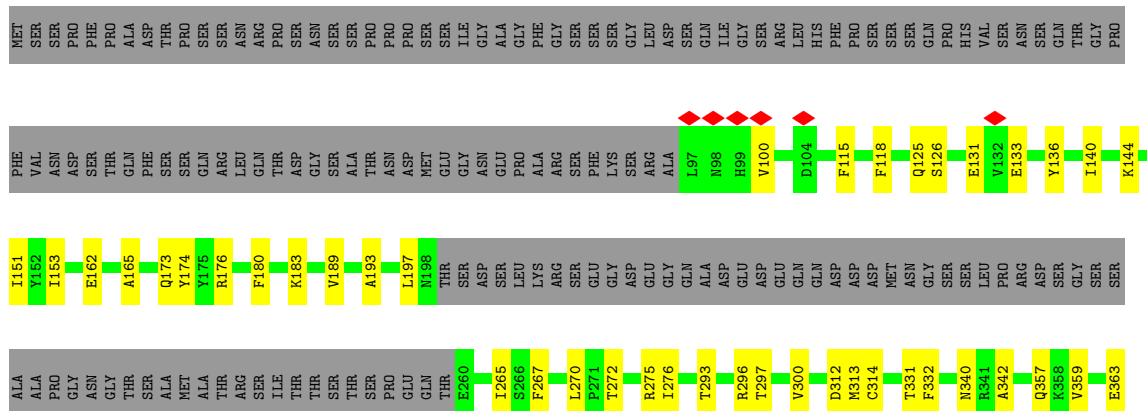 MET SER SER PRO PHE PRO ALA ASP THR PRO SER SER ASN ARG PRO SER ASN SER SER PRO PRO PRO SER SER ILE GLY ALA GLY PHE GLY SER SER SER GLY LEU ASP SER GLN ILE GLY SER ARG LEU HIS PHE PRO SER SER SER GLN PRO HIS VAL SER ASN SER GLN THR GLY PRO
PHE VAL ASN ASP SER THR GLN PHE SER SER GLN ARG LEU GLN THR ASP GLY SER ALA THR ASN ASP MET GLU GLY ASN GLU PRO ALA ARG SER PHE LYS SER ARG ALA L97 N98 H99 V100 D104 F115 F118 Q125 S126 E131 V132 E133 Y136 I140 K144
I151 Y152 I153 E162 A165 Q173 Y174 Y175 R176 F180 K183 V189 A193 L197 N198 THR SER ASP SER LEU LYS ARG SER GLU GLY ASP GLU GLY GLN ALA ASP GLU ASP GLU GLN GLN ASP ASP ASP MET ASN GLY SER SER LEU PRO ARG ASP SER GLY SER SER
ALA ALA PRO GLY ASN GLY THR SER ALA MET ALA THR ARG SER ILE THR THR SER THR SER PRO GLU GLN THR E260 I265 S266 F267 L270 P271 T272 R275 I276 T293 R296 T297 V300 D312 M313 C314 T331 F332 N340 R341 A342 Q357 K358 V359 E363